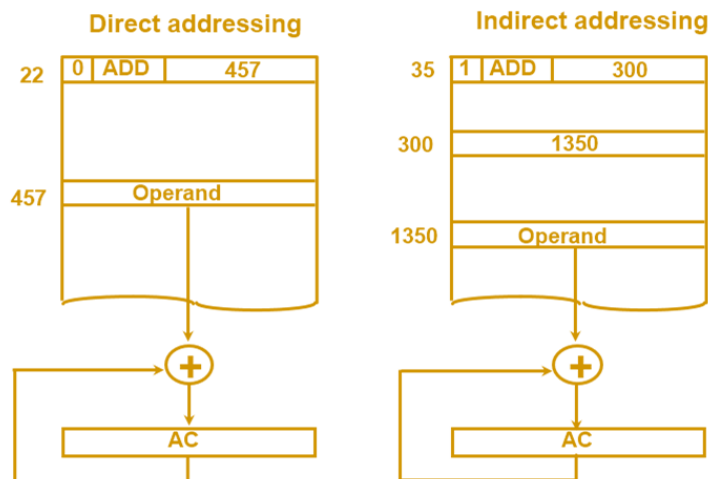 Direct addressing
22 0 ADD 457
457 Operand
+
AC
Indirect addressing
35 1 ADD 300
300 1350
1350 Operand
+
AC